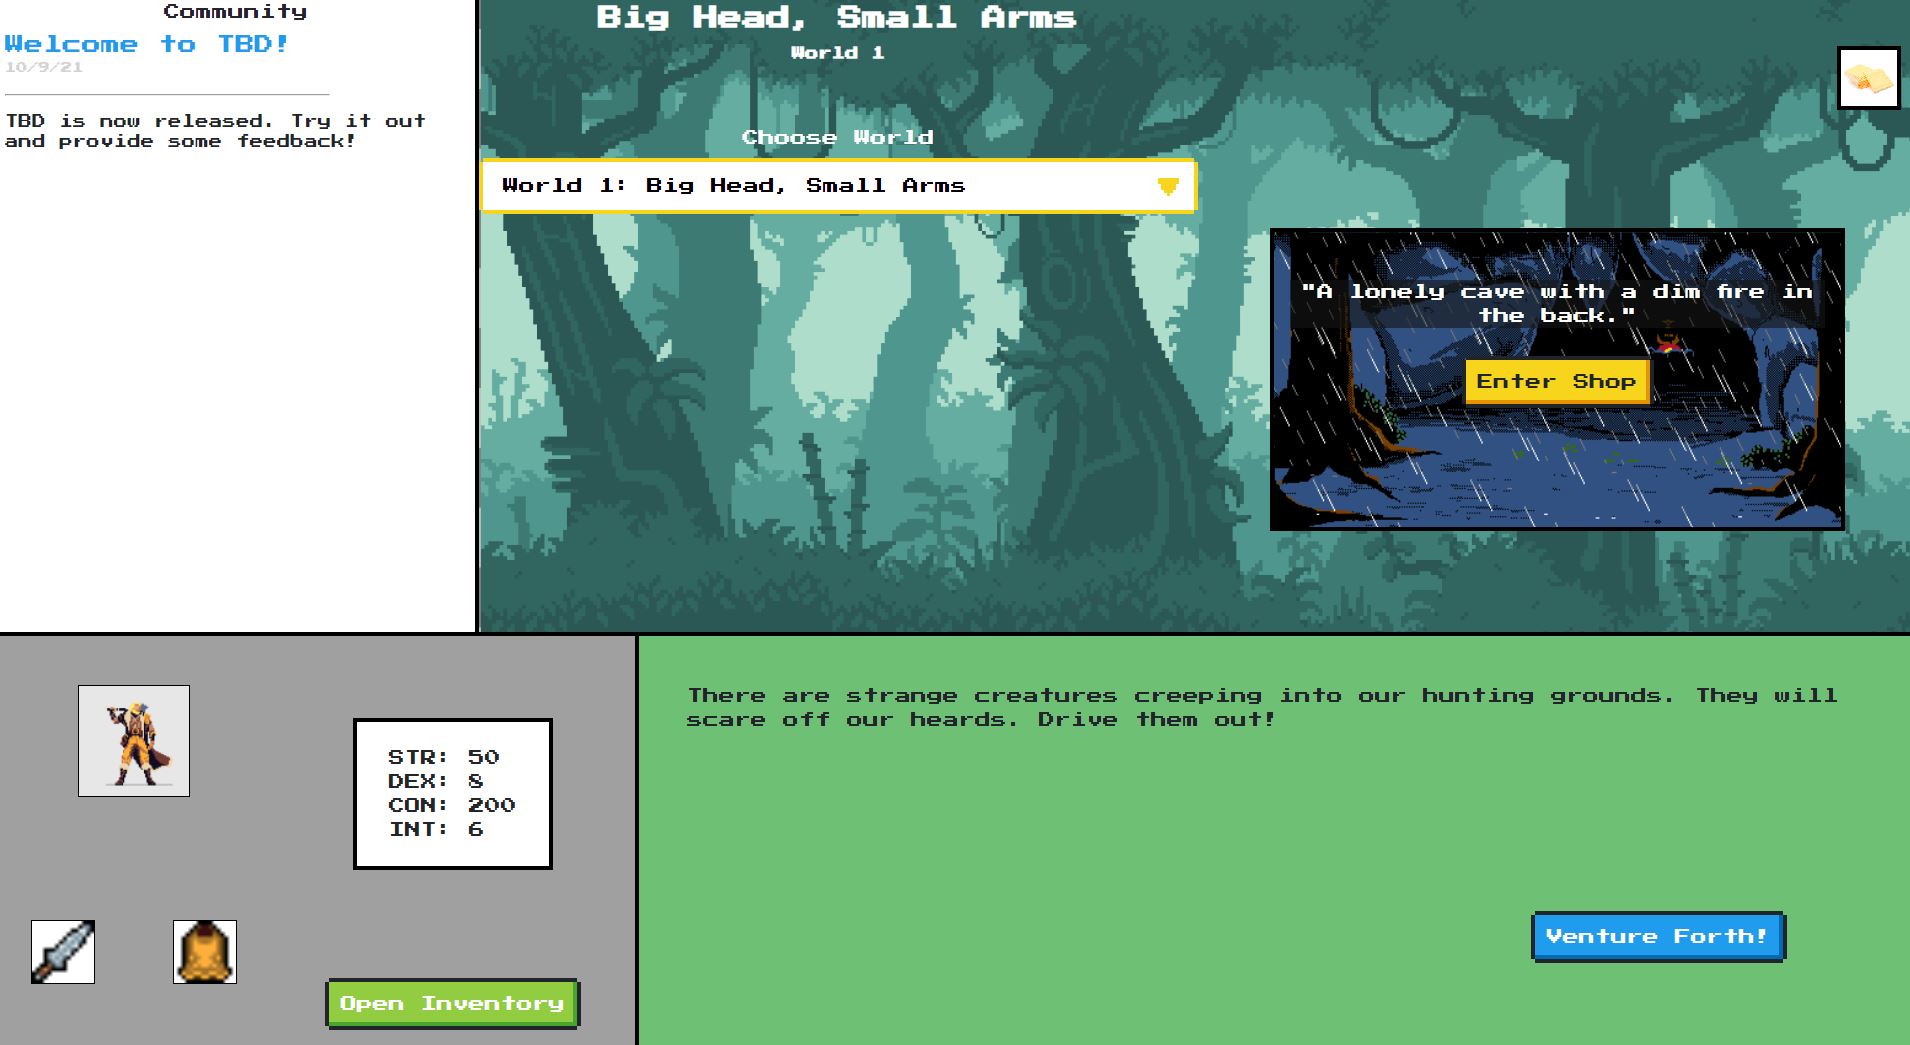 Community
Welcome to TBD!
10/9/21
TBD is now released. Try it out
and provide some feedback!
Big Head, Small Arms
World 1
Choose World
World 1: Big Head, Small Arms
"A lonely cave with a dim fire in
the back."
Enter Shop
STR: 50
DEX: 8
CON: 200
INT: 6
Open Inventory
There are strange creatures creeping into our hunting grounds. They will
scare off our heards. Drive them out!
Venture Forth!